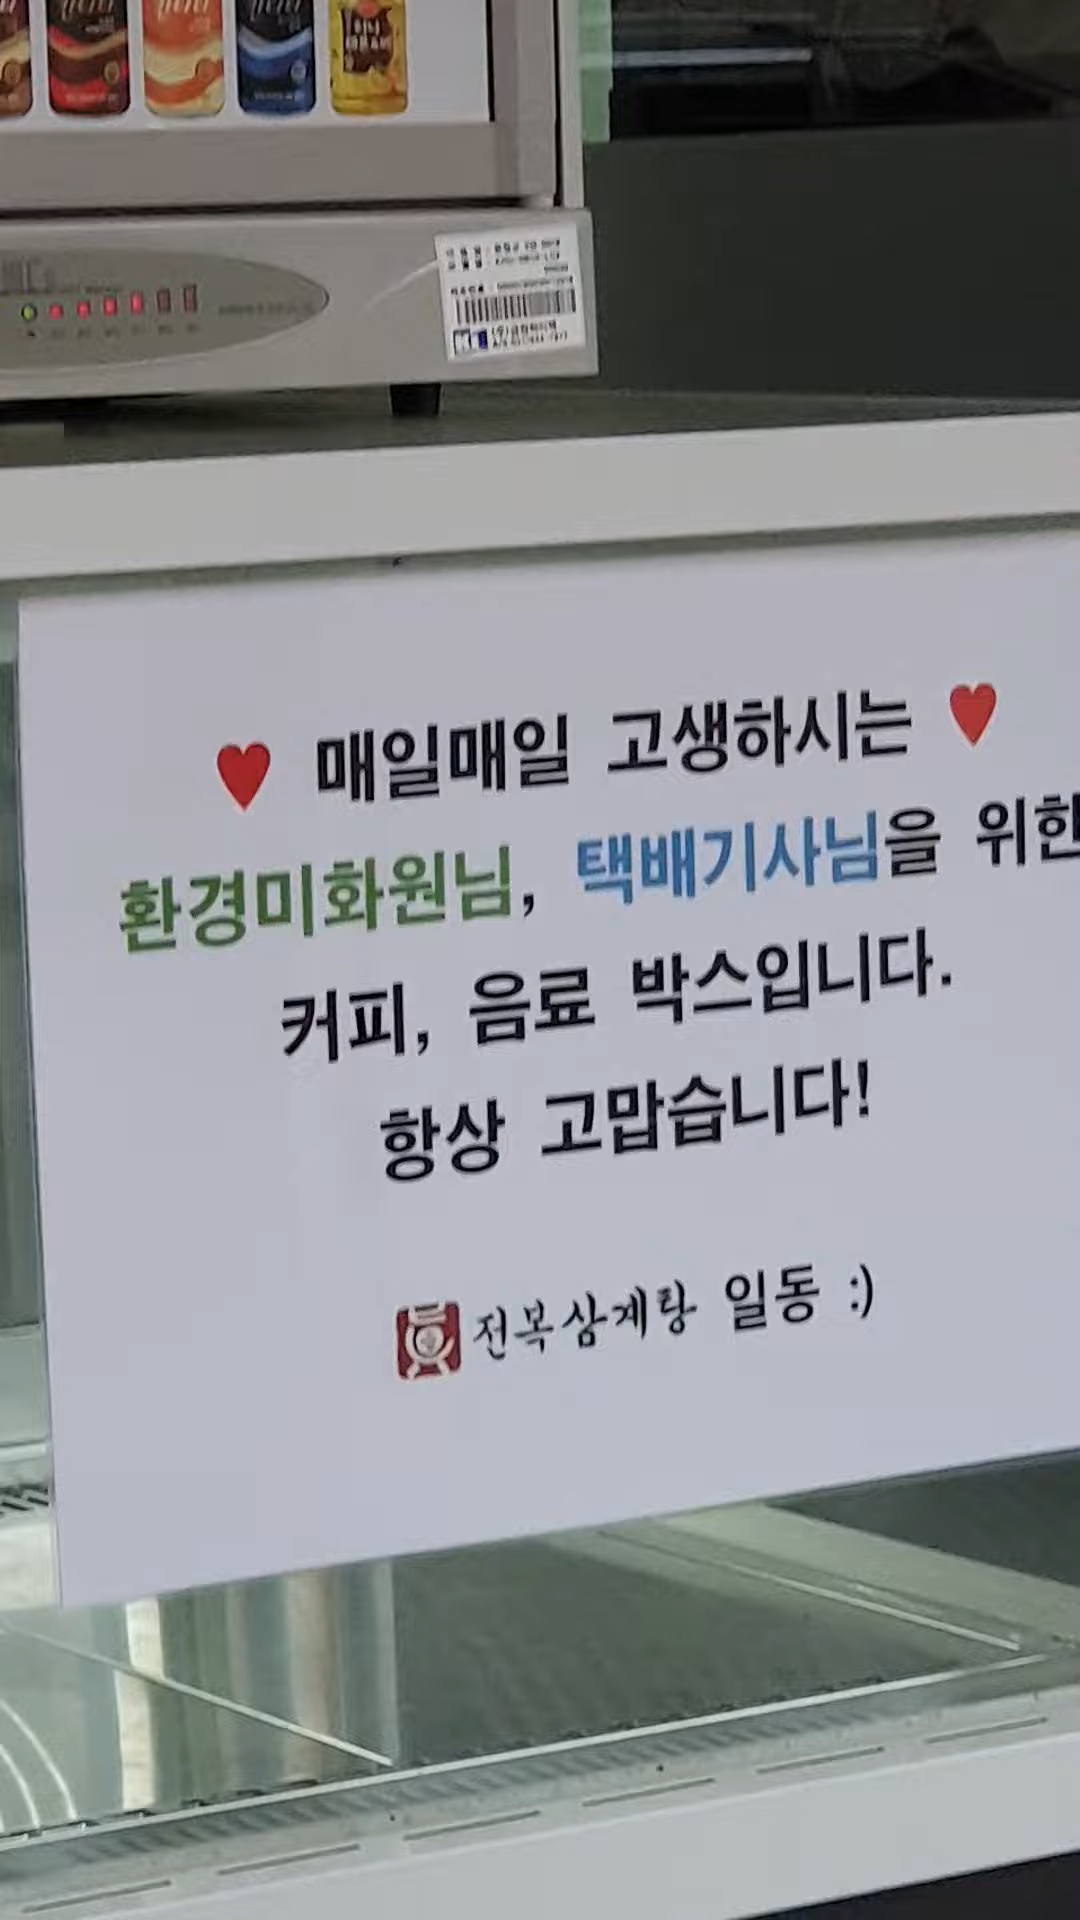 ♥ 매일매일 고생하시는 ♥
환경미화원님, 택배기사님을 위한
커피, 음료 박스입니다.
항상 고맙습니다!
전복삼계탕 일동 :)